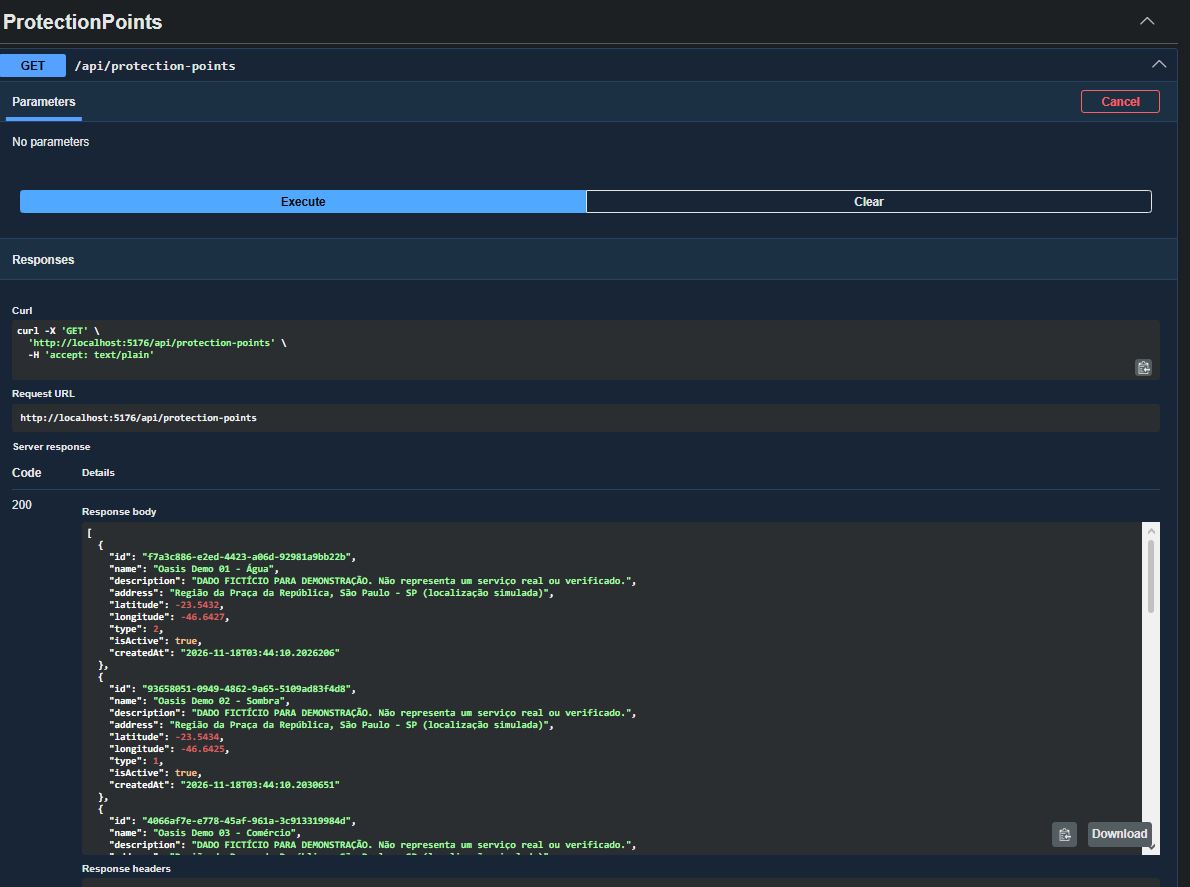 ProtectionPoints
GET /api/protection-points
Parameters
Cancel
No parameters
Execute
Clear
Responses
Curl
curl -X 'GET' \
  'http://localhost:5176/api/protection-points' \
  -H 'accept: text/plain'
Request URL
http://localhost:5176/api/protection-points
Server response
Code Details
200
Response body
[
  {
    "id": "f7a3c886-e2ed-4423-a06d-92981a9bb22b",
    "name": "Oasis Demo 01 - Água",
    "description": "DADO FICTÍCIO PARA DEMONSTRAÇÃO. Não representa um serviço real ou verificado.",
    "address": "Região da Praça da República, São Paulo - SP (localização simulada)",
    "latitude": -23.5432,
    "longitude": -46.6427,
    "type": 2,
    "isActive": true,
    "createdAt": "2026-11-18T03:44:10.2026206"
  },
  {
    "id": "93658051-0949-4862-9a65-5109ad83f4d8",
    "name": "Oasis Demo 02 - Sombra",
    "description": "DADO FICTÍCIO PARA DEMONSTRAÇÃO. Não representa um serviço real ou verificado.",
    "address": "Região da Praça da República, São Paulo - SP (localização simulada)",
    "latitude": -23.5434,
    "longitude": -46.6425,
    "type": 1,
    "isActive": true,
    "createdAt": "2026-11-18T03:44:10.2030651"
  },
  {
    "id": "4066af7e-e778-45af-961a-3c913319984d",
    "name": "Oasis Demo 03 - Comércio",
    "description": "DADO FICTÍCIO PARA DEMONSTRAÇÃO. Não representa um serviço real ou verificado.",
Download
Response headers